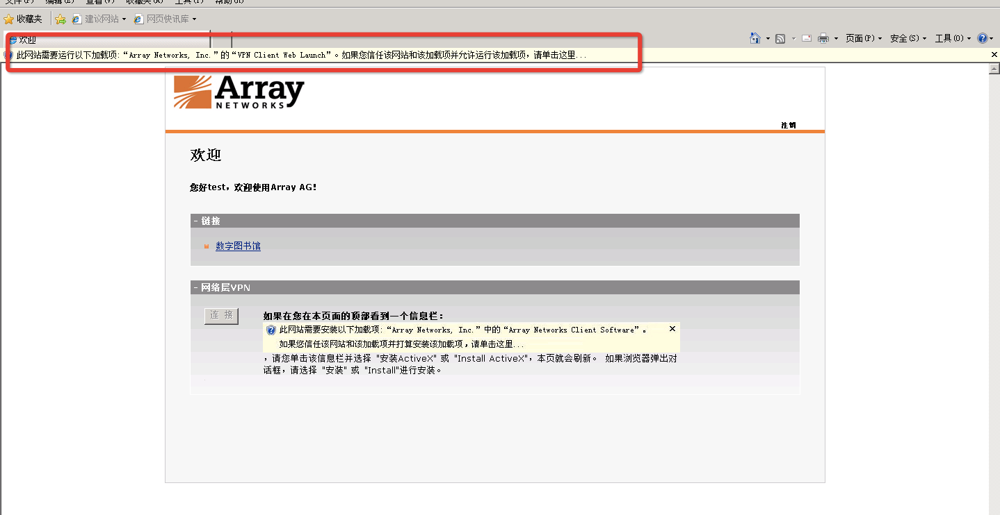 文件(F) 编辑(E) 查看(V) 收藏夹(A) 工具(T) 帮助(H)
收藏夹 建议网站 网页快讯库
欢迎 页面(P) 安全(S) 工具(O)
此网站需要运行以下加载项:“Array Networks, Inc.”的“VPN Client Web Launch”。如果您信任该网站和该加载项并允许运行该加载项，请单击这里...
Array
NETWORKS
注销
欢迎
您好test，欢迎使用Array AG!
- 链接
数字图书馆
- 网络层VPN
连 接
如果在您在本页面的顶部看到一个信息栏：
此网站需要安装以下加载项:“Array Networks, Inc.”中的“Array Networks Client Software”。
如果您信任该网站和该加载项并打算安装该加载项，请单击这里...
，请您单击该信息栏并选择 "安装ActiveX" 或 "Install ActiveX"，本页就会刷新。 如果浏览器弹出对
话框，请选择 "安装" 或 "Install"进行安装。